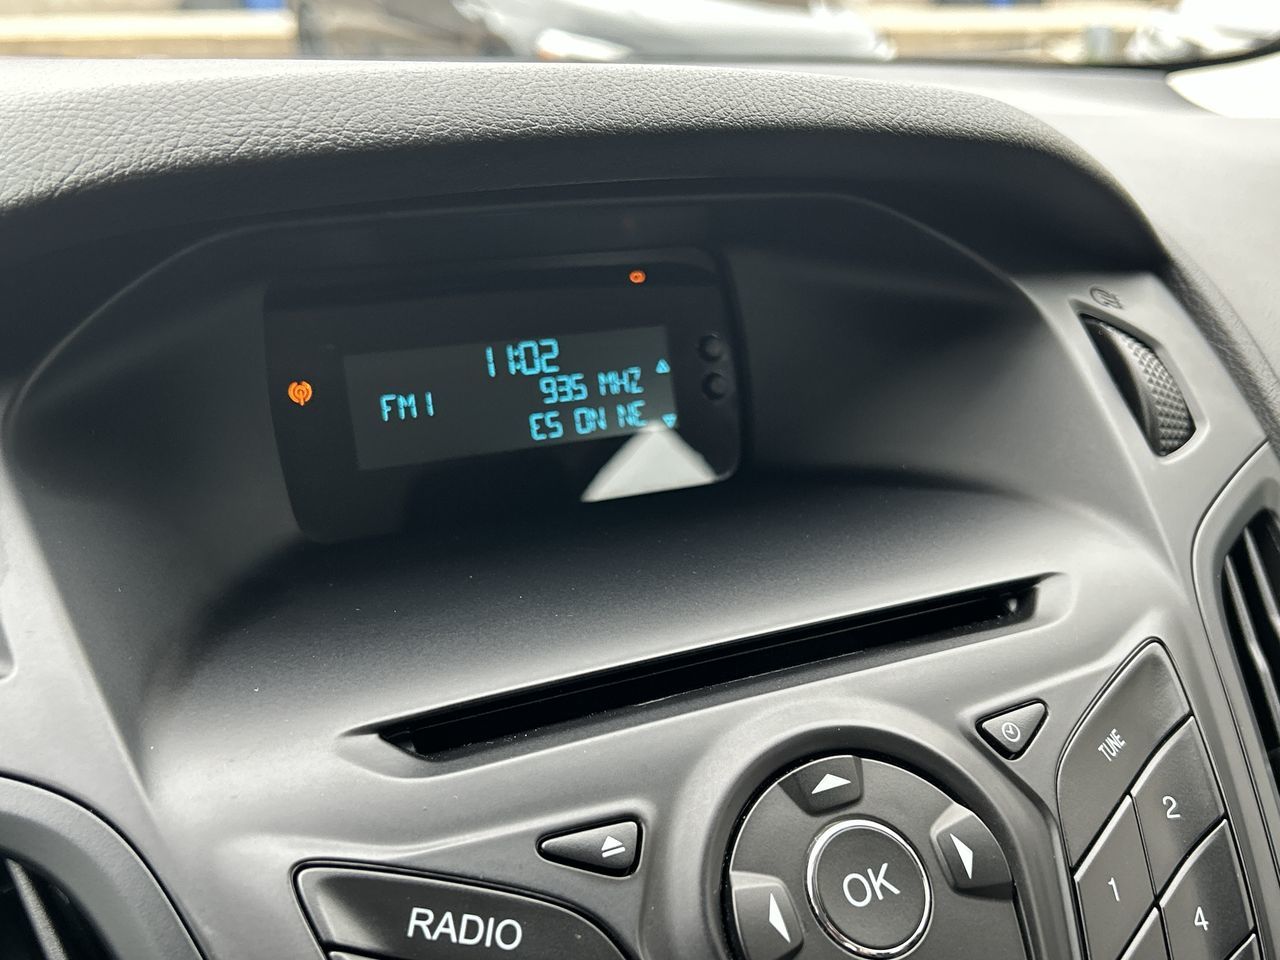 11:02
FM1
93.5 MHZ
ES ON NE
TUNE
2
1
4
OK
RADIO